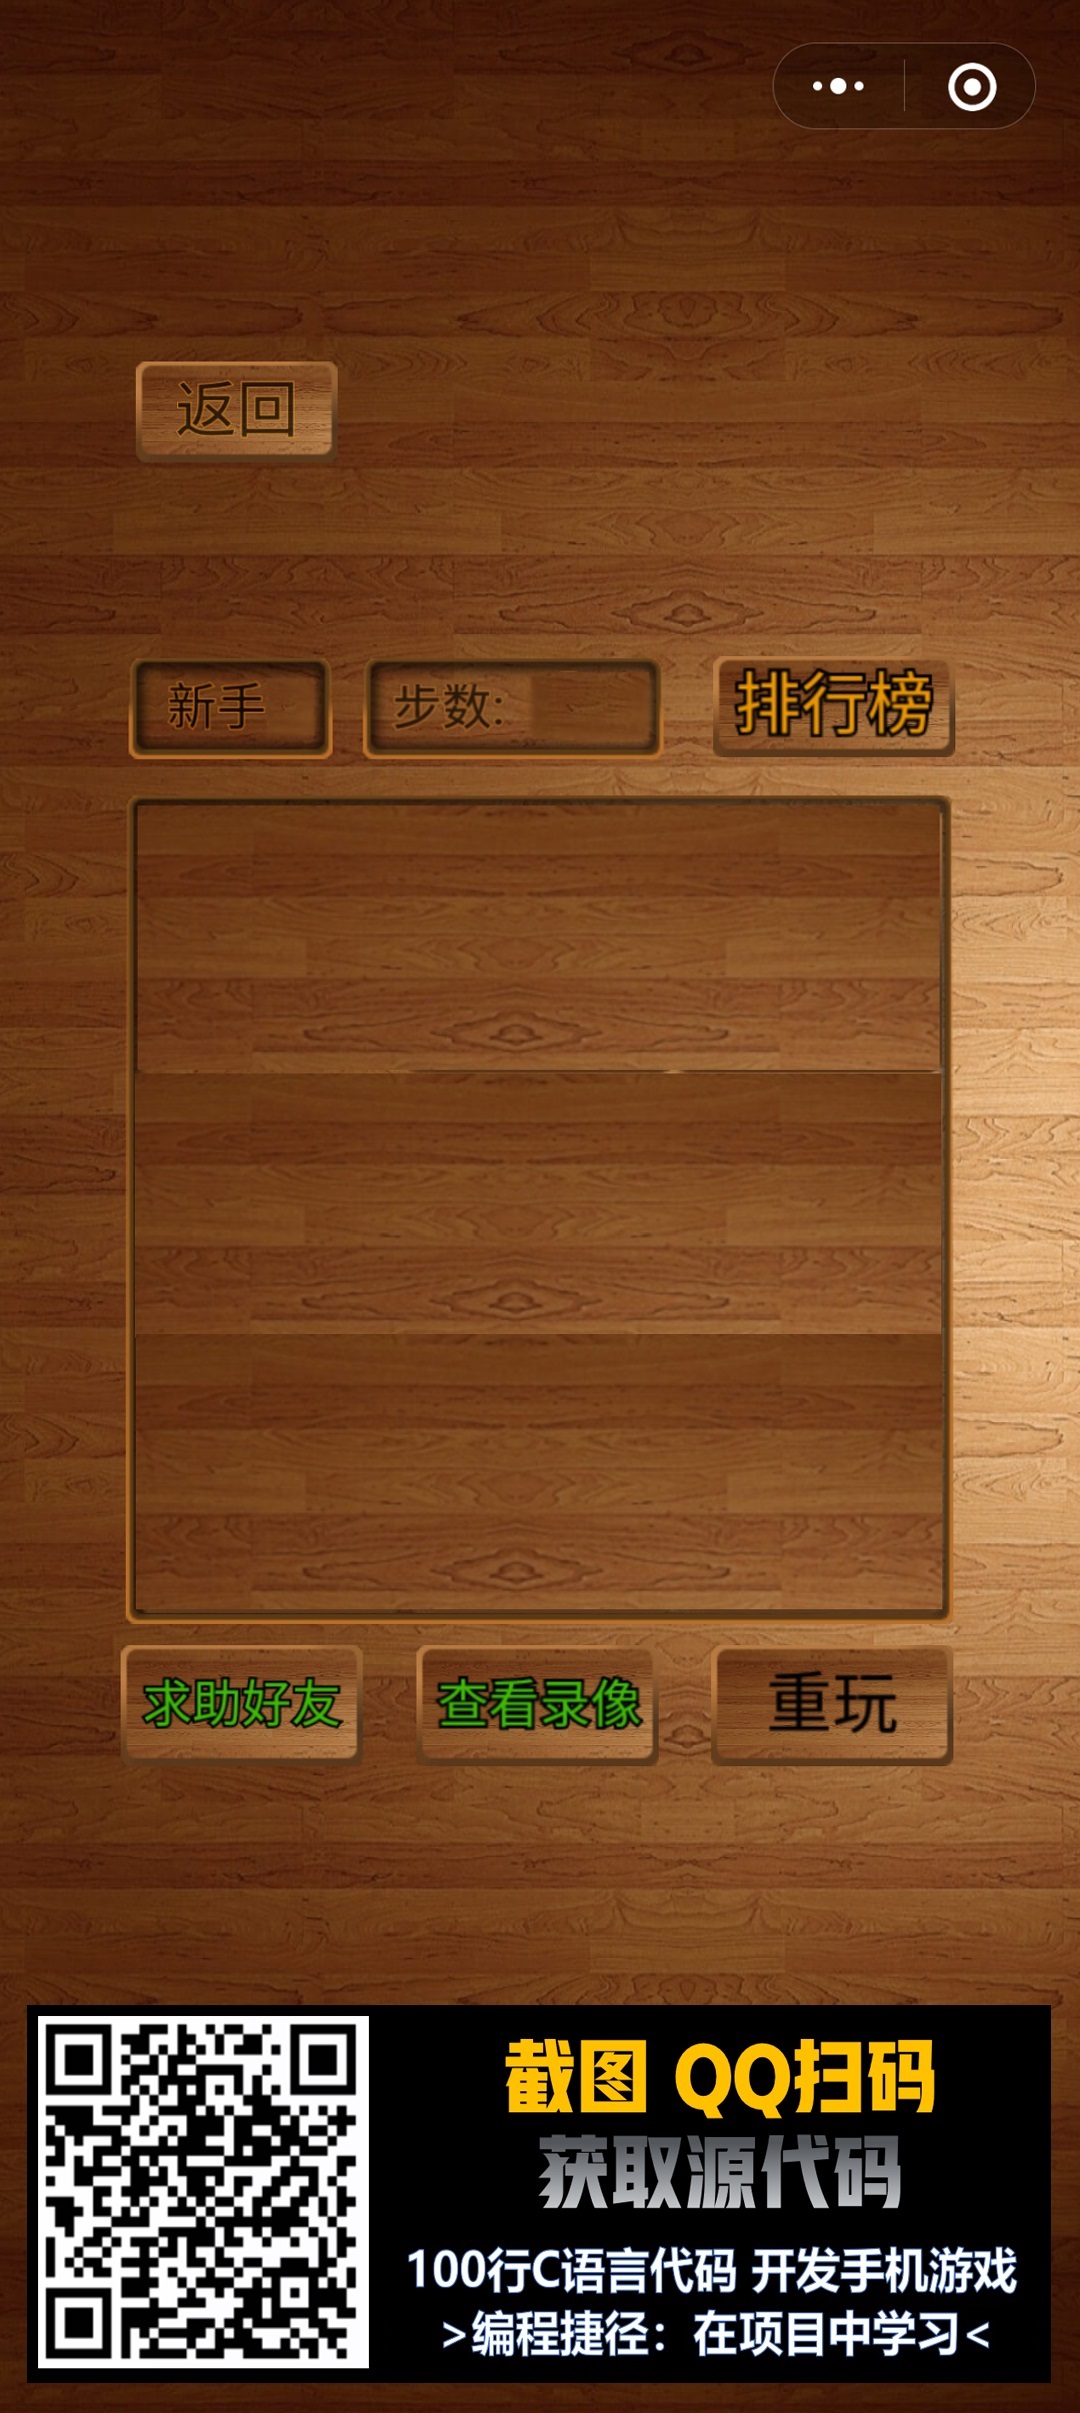 返回
新手
步数:
排行榜
求助好友
查看录像
重玩
截图 QQ扫码
获取源代码
100行C语言代码 开发手机游戏
>编程捷径：在项目中学习<